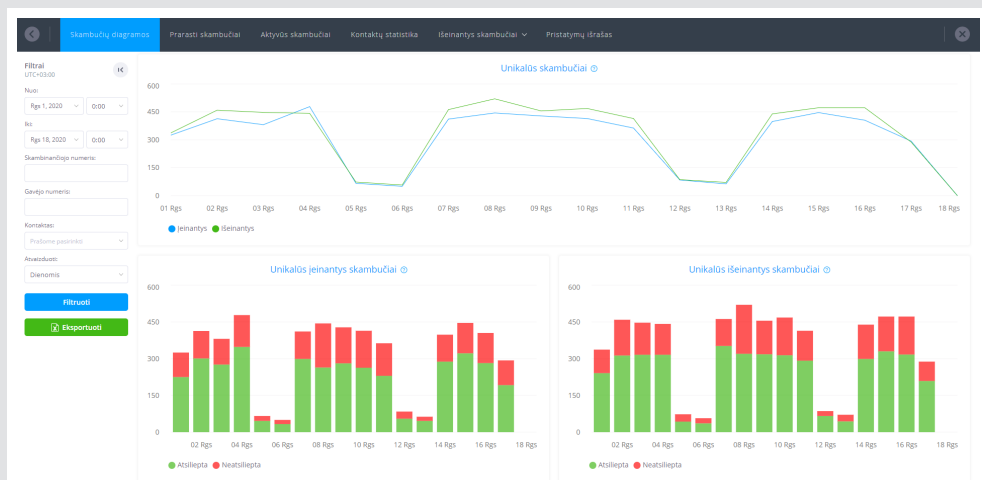 Skambučių diagramos Prarasti skambučiai Aktyvūs skambučiai Kontaktų statistika Išeinantys skambučiai Pristatymų išrašas
Filtrai
UTC+03:00
Nuo:
Rgs 1, 2020 0:00
Iki:
Rgs 18, 2020 0:00
Skambinančiojo numeris:
Gavėjo numeris:
Kontaktas:
Prašome pasirinkti
Atvaizduoti:
Dienomis
Filtruoti
Eksportuoti
Unikalūs skambučiai
600
450
300
150
0
01 Rgs 02 Rgs 03 Rgs 04 Rgs 05 Rgs 06 Rgs 07 Rgs 08 Rgs 09 Rgs 10 Rgs 11 Rgs 12 Rgs 13 Rgs 14 Rgs 15 Rgs 16 Rgs 17 Rgs 18 Rgs
Įeinantys Išeinantys
Unikalūs įeinantys skambučiai
600
450
300
150
0
02 Rgs 04 Rgs 06 Rgs 08 Rgs 10 Rgs 12 Rgs 14 Rgs 16 Rgs 18 Rgs
Atsiliepta Neatsiliepta
Unikalūs išeinantys skambučiai
600
450
300
150
0
02 Rgs 04 Rgs 06 Rgs 08 Rgs 10 Rgs 12 Rgs 14 Rgs 16 Rgs 18 Rgs
Atsiliepta Neatsiliepta